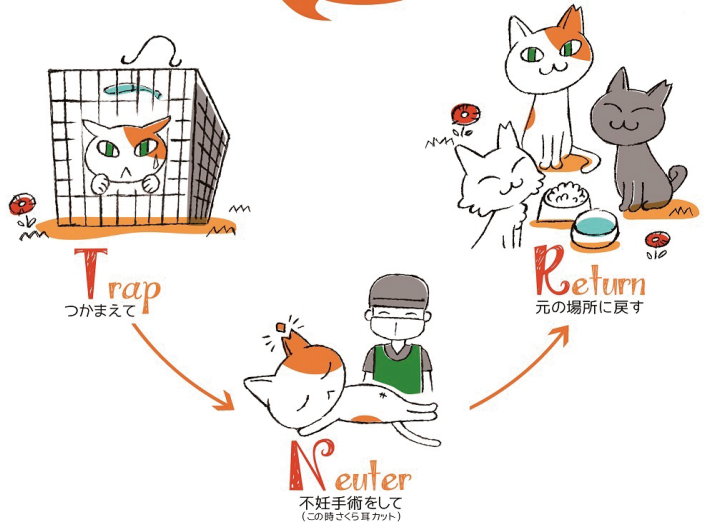 Trap
つかまえて
Return
元の場所に戻す
Neuter
不妊手術をして
(この時さくら耳カット)